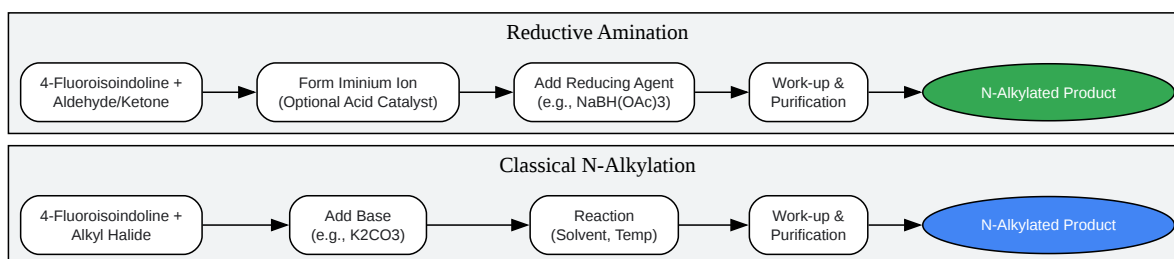 Reductive Amination
4-Fluoroisoindoline +
Aldehyde/Ketone
Form Iminium Ion
(Optional Acid Catalyst)
Add Reducing Agent
(e.g., NaBH(OAc)3)
Work-up &
Purification
N-Alkylated Product
Classical N-Alkylation
4-Fluoroisoindoline +
Alkyl Halide
Add Base
(e.g., K2CO3)
Reaction
(Solvent, Temp)
Work-up &
Purification
N-Alkylated Product